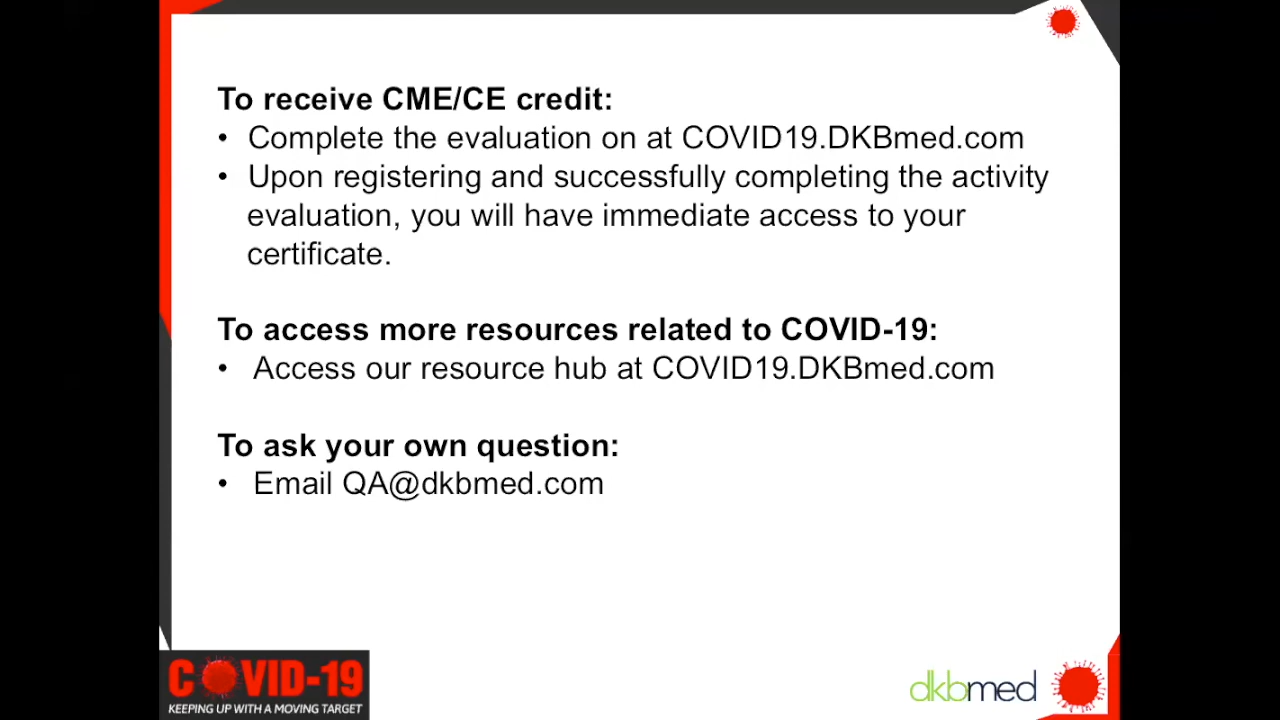 To receive CME/CE credit:
• Complete the evaluation on at COVID19.DKBmed.com
• Upon registering and successfully completing the activity
evaluation, you will have immediate access to your
certificate.
To access more resources related to COVID-19:
• Access our resource hub at COVID19.DKBmed.com
To ask your own question:
• Email QA@dkbmed.com
COVID-19
KEEPING UP WITH A MOVING TARGET
dkbmed